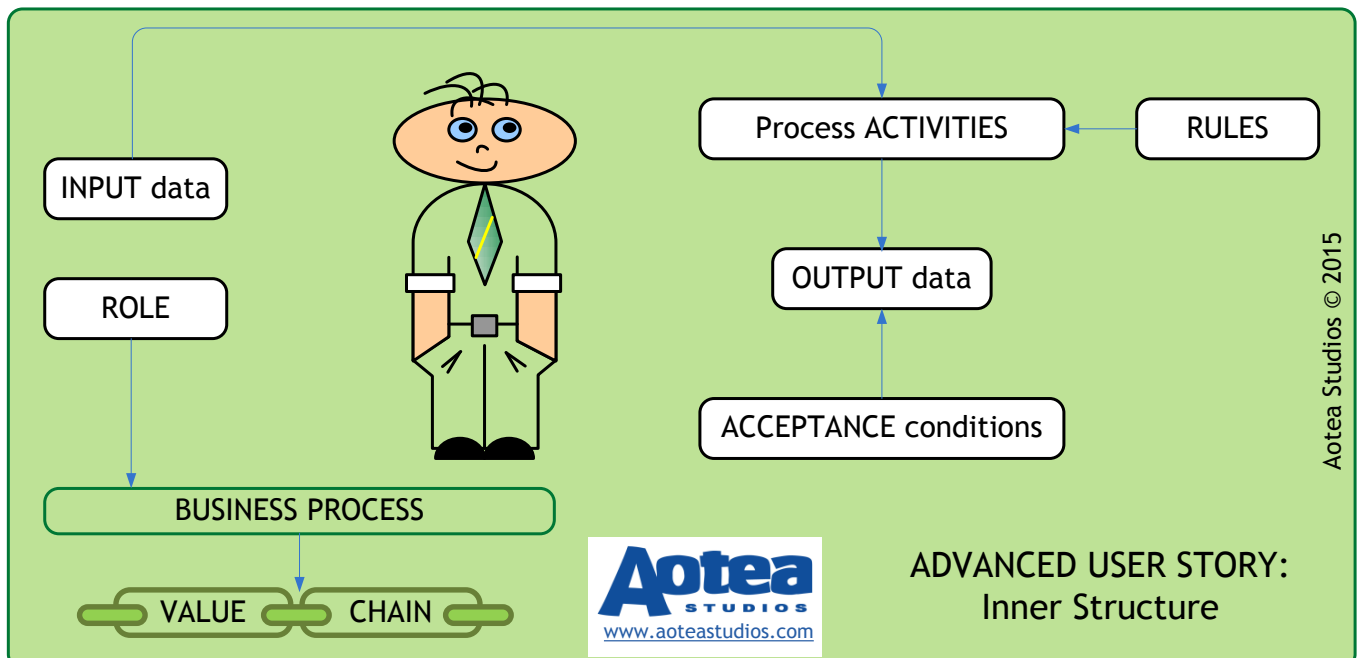 Process ACTIVITIES
RULES
INPUT data
OUTPUT data
ROLE
ACCEPTANCE conditions
BUSINESS PROCESS
VALUE
CHAIN
Aotea
STUDIOS
www.aoteastudios.com
ADVANCED USER STORY:
Inner Structure
Aotea Studios © 2015